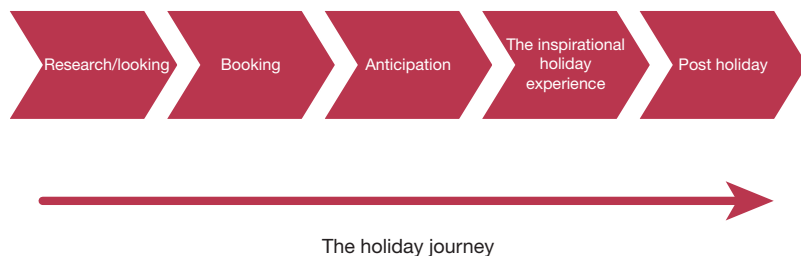 Research/looking
Booking
Anticipation
The inspirational
holiday
experience
Post holiday
The holiday journey